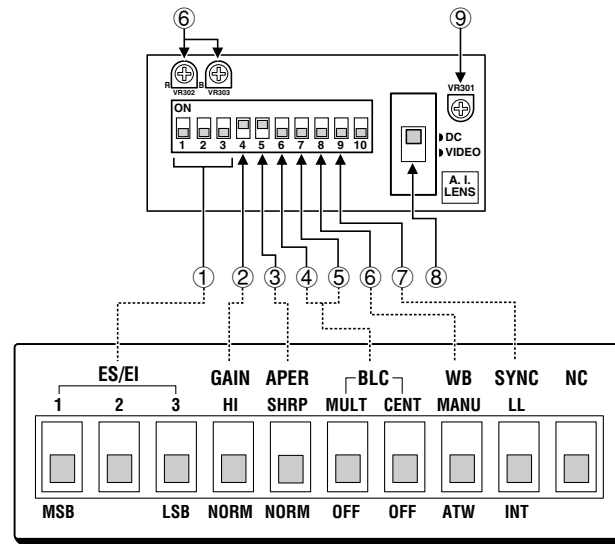 ⑥ ⑨
R VR302 B VR303 VR301
ON
1 2 3 4 5 6 7 8 9 10
DC
VIDEO
A. I.
LENS
① ② ③ ④ ⑤ ⑥ ⑦ ⑧
ES/EI GAIN APER BLC WB SYNC NC
1 2 3 HI SHRP MULT CENT MANU LL
MSB LSB NORM NORM OFF OFF ATW INT